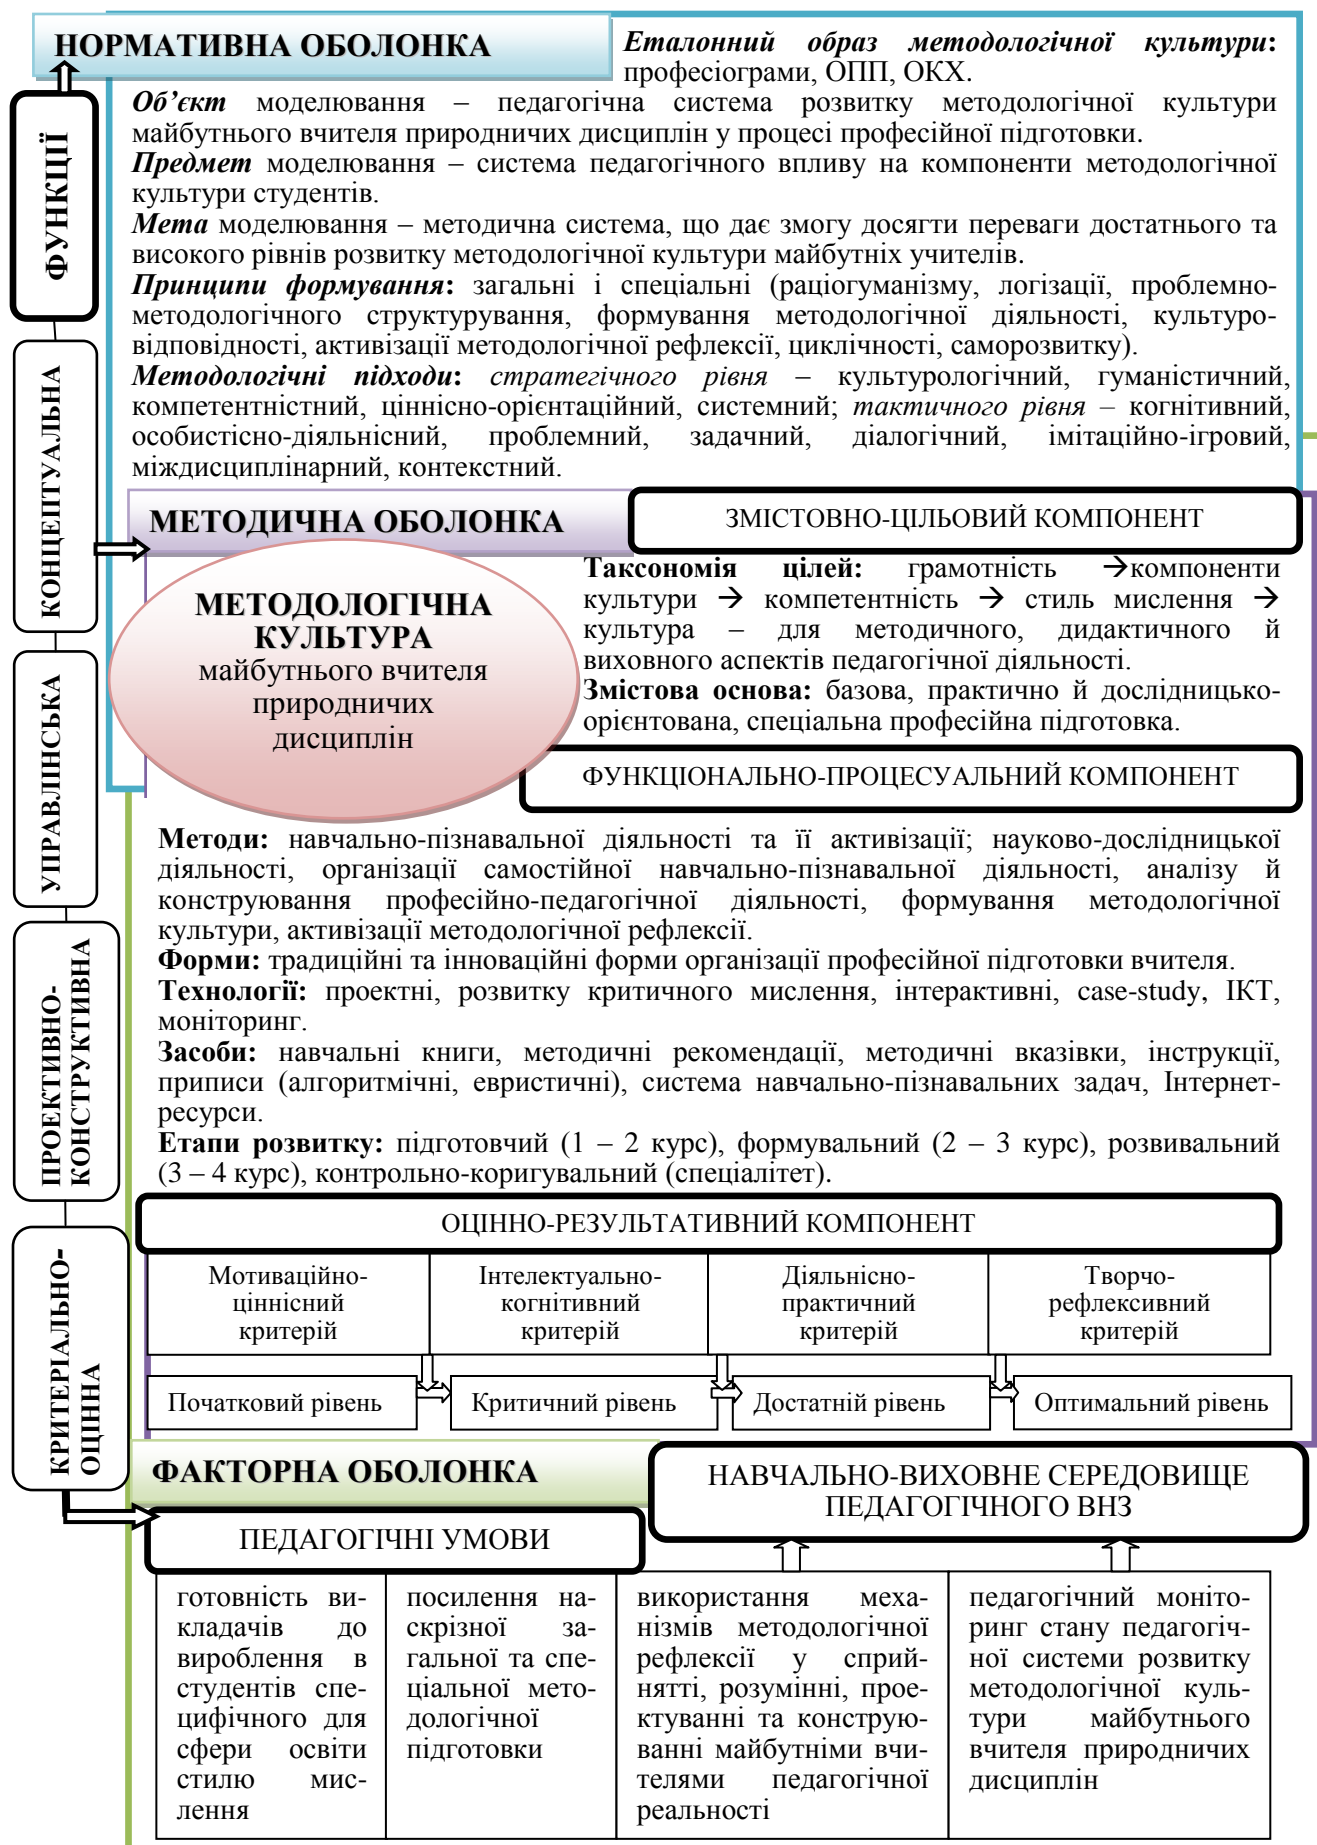 НОРМАТИВНА ОБОЛОНКА
Еталонний образ методологічної культури:
професіограми, ОПП, ОКХ.
Об’єкт моделювання – педагогічна система розвитку методологічної культури
майбутнього вчителя природничих дисциплін у процесі професійної підготовки.
Предмет моделювання – система педагогічного впливу на компоненти методологічної
культури студентів.
Мета моделювання – методична система, що дає змогу досягти переваги достатнього та
високого рівнів розвитку методологічної культури майбутніх учителів.
Принципи формування: загальні і спеціальні (раціогуманізму, логізації, проблемно-
методологічного структурування, формування методологічної діяльності, культуро-
відповідності, активізації методологічної рефлексії, циклічності, саморозвитку).
Методологічні підходи: стратегічного рівня – культурологічний, гуманістичний,
компетентністний, ціннісно-орієнтаційний, системний; тактичного рівня – когнітивний,
особистісно-діяльнісний, проблемний, задачний, діалогічний, імітаційно-ігровий,
міждисциплінарний, контекстний.
ФУНКЦІЇ
КОНЦЕПТУАЛЬНА
УПРАВЛІНСЬКА
ПРОЕКТИВНО-
КОНСТРУКТИВНА
КРИТЕРІАЛЬНО-
ОЦІННА
МЕТОДИЧНА ОБОЛОНКА
ЗМІСТОВНО-ЦІЛЬОВИЙ КОМПОНЕНТ
МЕТОДОЛОГІЧНА
КУЛЬТУРА
майбутнього вчителя
природничих
дисциплін
Таксономія цілей: грамотність →компоненти
культури → компетентність → стиль мислення →
культура – для методичного, дидактичного й
виховного аспектів педагогічної діяльності.
Змістова основа: базова, практично й дослідницько-
орієнтована, спеціальна професійна підготовка.
ФУНКЦІОНАЛЬНО-ПРОЦЕСУАЛЬНИЙ КОМПОНЕНТ
Методи: навчально-пізнавальної діяльності та її активізації; науково-дослідницької
діяльності, організації самостійної навчально-пізнавальної діяльності, аналізу й
конструювання професійно-педагогічної діяльності, формування методологічної
культури, активізації методологічної рефлексії.
Форми: традиційні та інноваційні форми організації професійної підготовки вчителя.
Технології: проектні, розвитку критичного мислення, інтерактивні, case-study, ІКТ,
моніторинг.
Засоби: навчальні книги, методичні рекомендації, методичні вказівки, інструкції,
приписи (алгоритмічні, евристичні), система навчально-пізнавальних задач, Інтернет-
ресурси.
Етапи розвитку: підготовчий (1 – 2 курс), формувальний (2 – 3 курс), розвивальний
(3 – 4 курс), контрольно-коригувальний (спеціалітет).
ОЦІННО-РЕЗУЛЬТАТИВНИЙ КОМПОНЕНТ
Мотиваційно-
ціннісний
критерій
Інтелектуально-
когнітивний
критерій
Діяльнісно-
практичний
критерій
Творчо-
рефлексивний
критерій
Початковий рівень
Критичний рівень
Достатній рівень
Оптимальний рівень
ФАКТОРНА ОБОЛОНКА
НАВЧАЛЬНО-ВИХОВНЕ СЕРЕДОВИЩЕ
ПЕДАГОГІЧНОГО ВНЗ
ПЕДАГОГІЧНІ УМОВИ
готовність ви-
кладачів до
вироблення в
студентів спе-
цифічного для
сфери освіти
стилю мис-
лення
посилення на-
скрізної за-
гальної та спе-
ціальної мето-
дологічної
підготовки
використання меха-
нізмів методологічної
рефлексії у сприй-
нятті, розумінні, прое-
ктуванні та конструю-
ванні майбутніми вчи-
телями педагогічної
реальності
педагогічний моніто-
ринг стану педагогіч-
ної системи розвитку
методологічної куль-
тури майбутнього
вчителя природничих
дисциплін